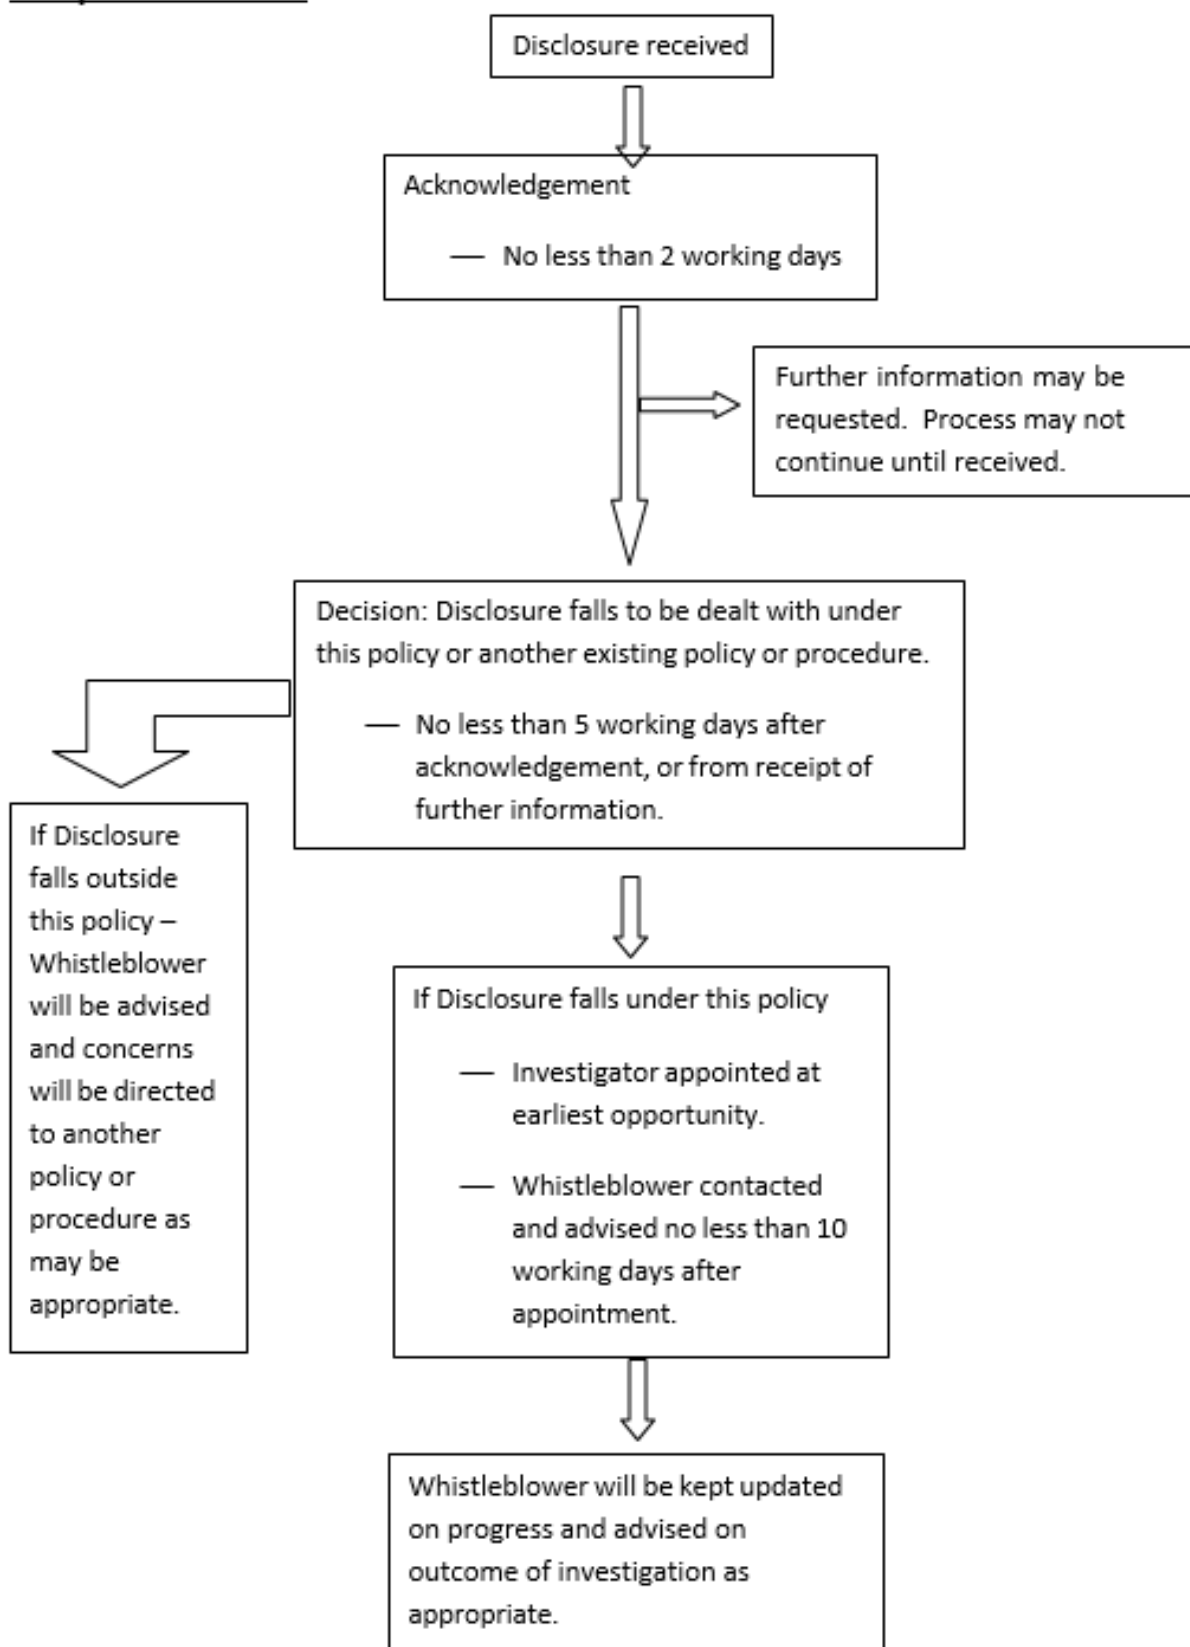 Disclosure received
Acknowledgement
— No less than 2 working days
Further information may be
requested. Process may not
continue until received.
Decision: Disclosure falls to be dealt with under
this policy or another existing policy or procedure.
— No less than 5 working days after
acknowledgement, or from receipt of
further information.
If Disclosure
falls outside
this policy –
Whistleblower
will be advised
and concerns
will be directed
to another
policy or
procedure as
may be
appropriate.
If Disclosure falls under this policy
— Investigator appointed at
earliest opportunity.
— Whistleblower contacted
and advised no less than 10
working days after
appointment.
Whistleblower will be kept updated
on progress and advised on
outcome of investigation as
appropriate.